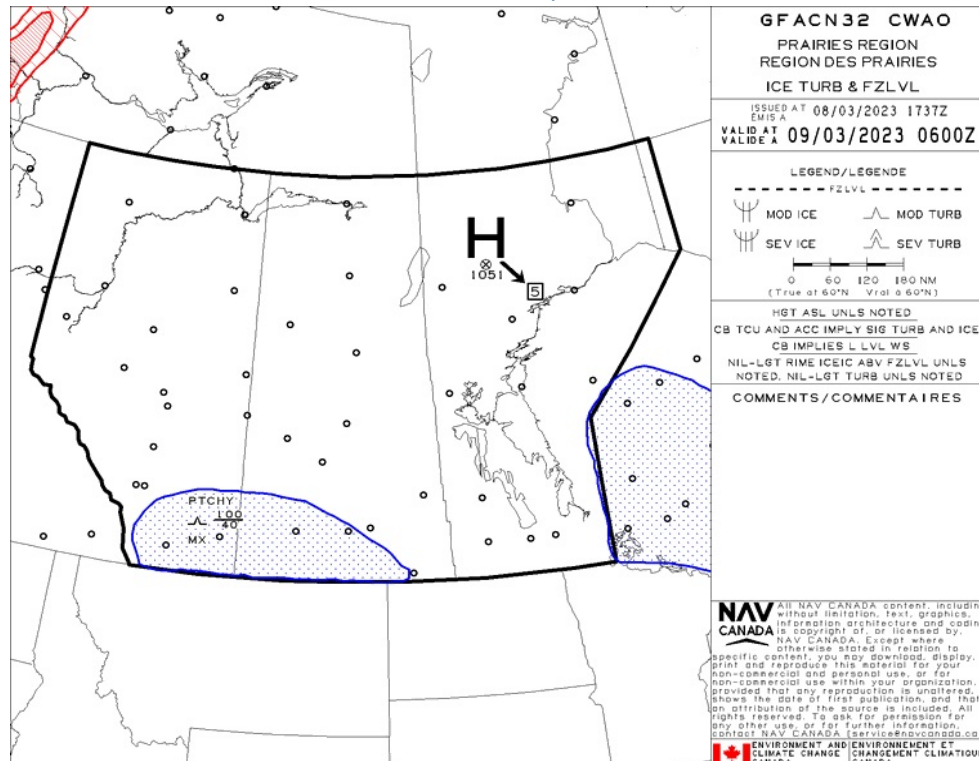 H
1051
5
PTCHY
100
40
MX
GFACN32 CWAO
PRAIRIES REGION
REGION DES PRAIRIES
ICE TURB & FZLVL
ISSUED AT 08/03/2023 1737Z
ÉMIS A
VALID AT 09/03/2023 0600Z
VALIDE A
LEGEND/LÉGENDE
FZLVL
MOD ICE MOD TURB
SEV ICE SEV TURB
0 60 120 180 NM
(True at 60°N Vrai à 60°N)
HGT ASL UNLS NOTED
CB TCU AND ACC IMPLY SIG TURB AND ICE
CB IMPLIES L LVL WS
NIL-LGT RIME ICEIC ABV FZLVL UNLS
NOTED. NIL-LGT TURB UNLS NOTED
COMMENTS/COMMENTAIRES
NAV CANADA
All NAV CANADA content, includin
without limitation, text, graphics,
information architecture and codin
is copyright of, or licensed by,
NAV CANADA. Except where
otherwise stated in relation to
specific content, you may download, display,
print and reproduce this material for your
non-commercial and personal use, or for
non-commercial use within your organization,
provided that any reproduction is unaltered,
shows the date of first publication, and that
an attribution of the source is included. All
rights reserved. To ask for permission for
any other use, or for further information,
contact NAV CANADA (service@navcanada.ca
ENVIRONMENT AND ENVIRONNEMENT ET
CLIMATE CHANGE CHANGEMENT CLIMATIQU
CANADA CANADA